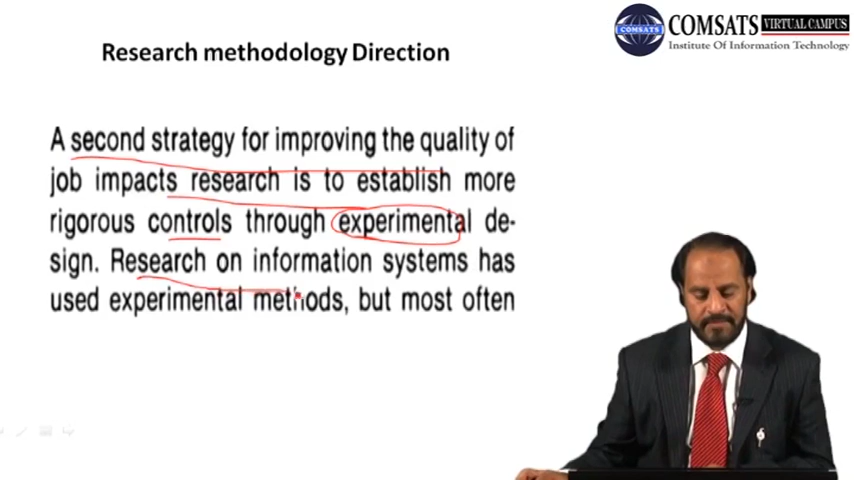 COMSATS VIRTUAL CAMPUS
COMSATS
Institute Of Information Technology
Research methodology Direction
A second strategy for improving the quality of
job impacts research is to establish more
rigorous controls through experimental de-
sign. Research on information systems has
used experimental methods, but most often